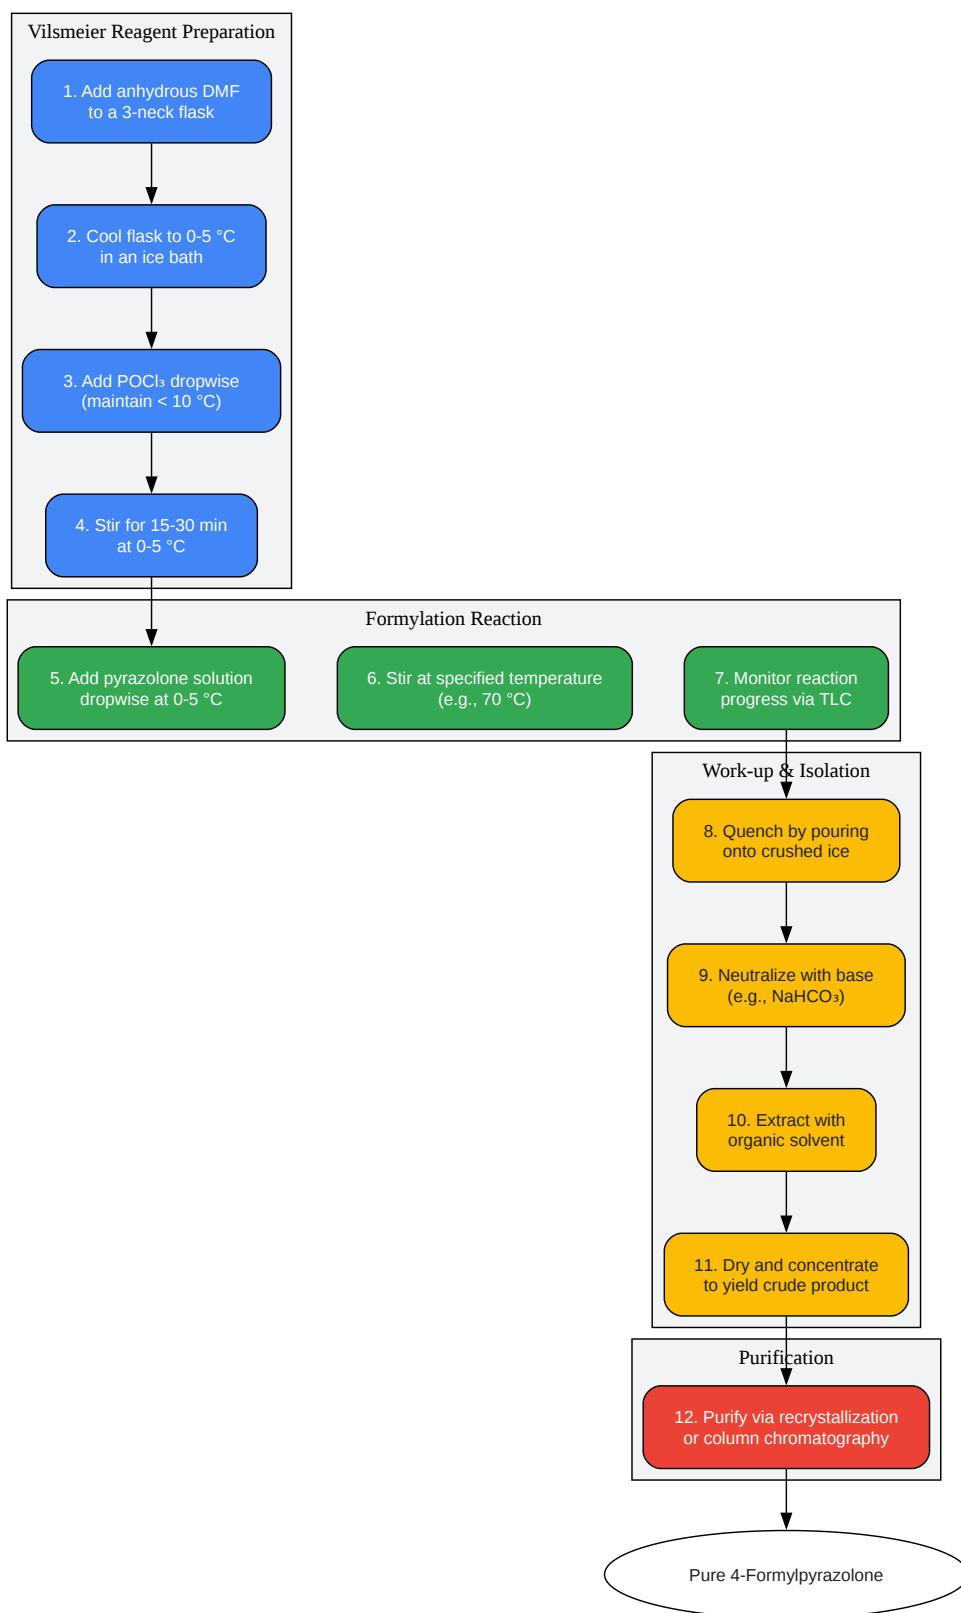 Vilsmeier Reagent Preparation
1. Add anhydrous DMF
to a 3-neck flask
2. Cool flask to 0-5 °C
in an ice bath
3. Add POCl₃ dropwise
(maintain < 10 °C)
4. Stir for 15-30 min
at 0-5 °C
Formylation Reaction
5. Add pyrazolone solution
dropwise at 0-5 °C
6. Stir at specified temperature
(e.g., 70 °C)
7. Monitor reaction
progress via TLC
Work-up & Isolation
8. Quench by pouring
onto crushed ice
9. Neutralize with base
(e.g., NaHCO₃)
10. Extract with
organic solvent
11. Dry and concentrate
to yield crude product
Purification
12. Purify via recrystallization
or column chromatography
Pure 4-Formylpyrazolone